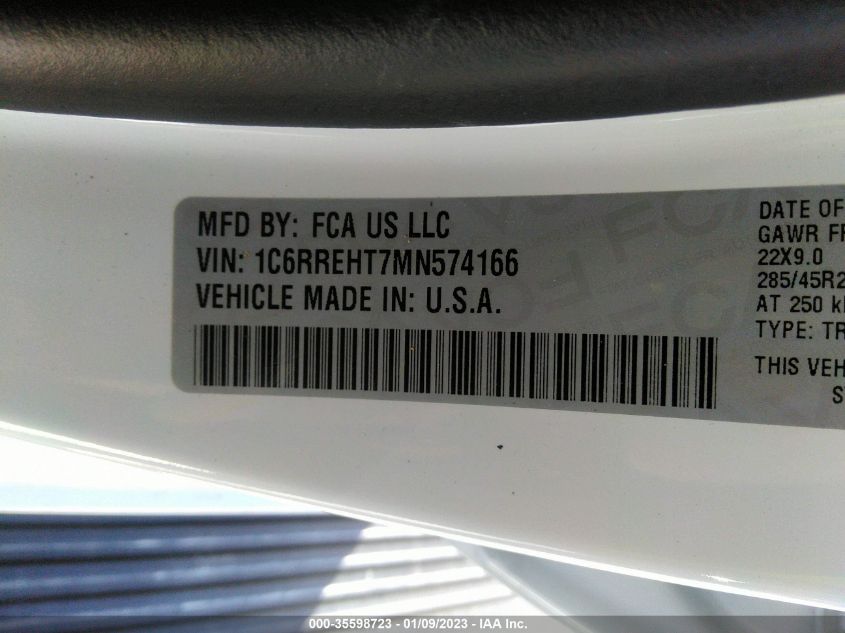 MFD BY: FCA US LLC
VIN: 1C6RREHT7MN574166
VEHICLE MADE IN: U.S.A.
DATE OF
GAWR
22X9.0
285/45R2
AT 250
TYPE: TR
THIS VEH
FCA
000-35598723 - 01/09/2023 - IAA Inc.